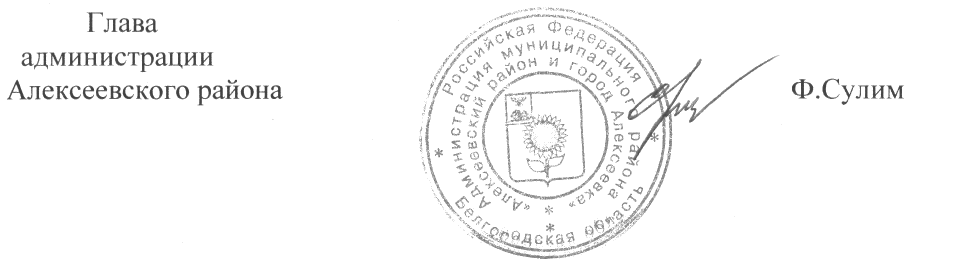 Глава
администрации
Алексеевского района
Ф.Сулим
Российская Федерация
* Белгородская область *
Администрация муниципального района
«Алексеевский район и город Алексеевка» *